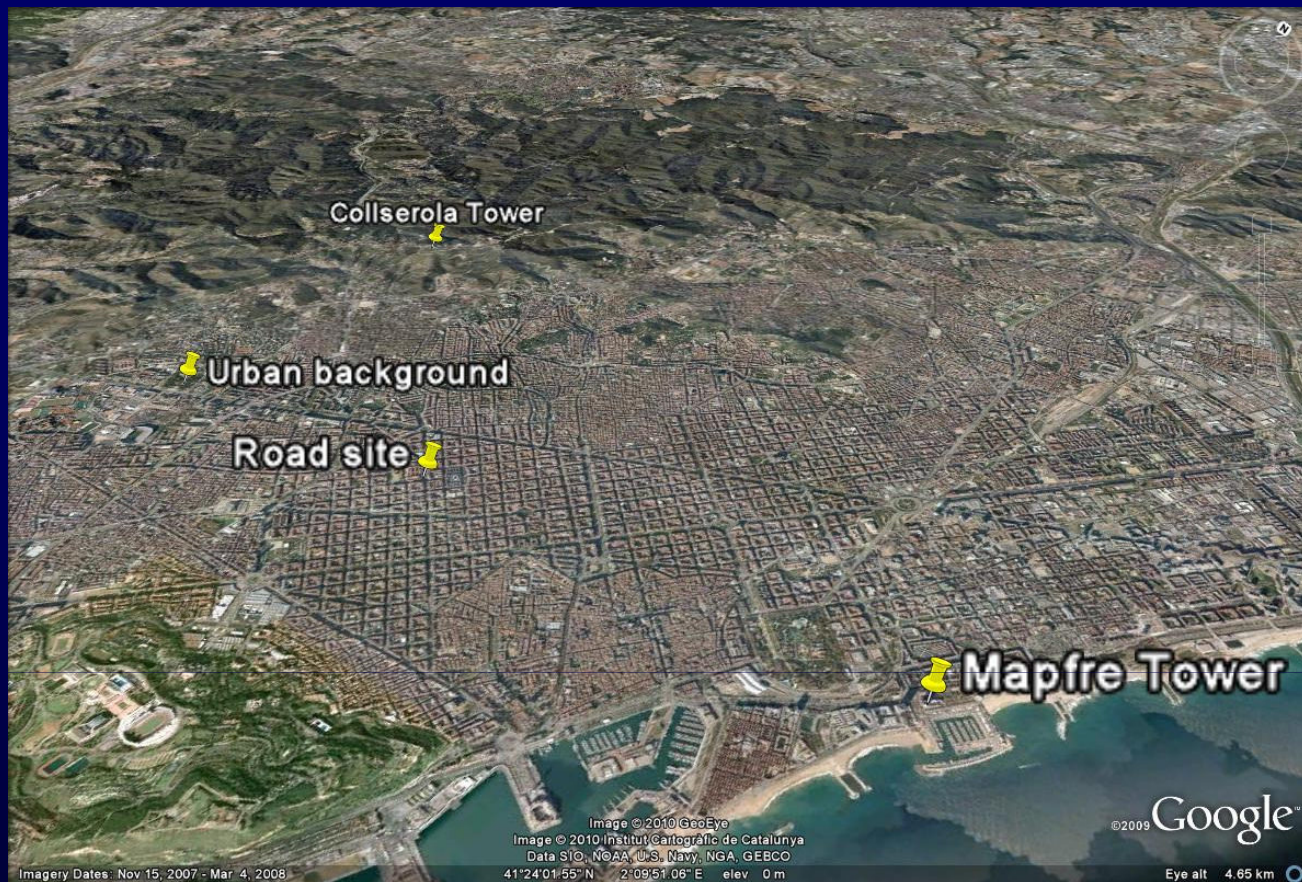 N
Collserola Tower
Urban background
Road site
Mapfre Tower
Image © 2010 GeoEye
Image © 2010 Institut Cartogràfic de Catalunya
Data SIO, NOAA, U.S. Navy, NGA, GEBCO
©2009 Google™
Imagery Dates: Nov 15, 2007 - Mar 4, 2008
41°24'01.55" N 2°09'51.06" E elev 0 m
Eye alt 4.65 km